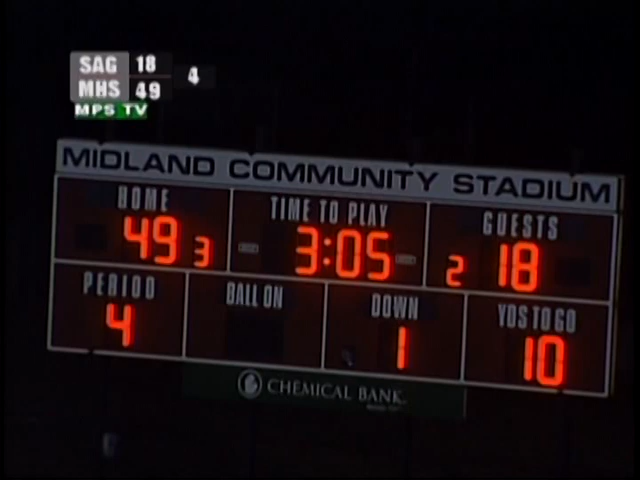 SAG 18
MHS 49
4
MPS TV
MIDLAND COMMUNITY STADIUM
HOME
TIME TO PLAY
GUESTS
49 3
3:05
2 18
PERIOD
BALL ON
DOWN
YDS TO GO
4
1
10
CHEMICAL BANK